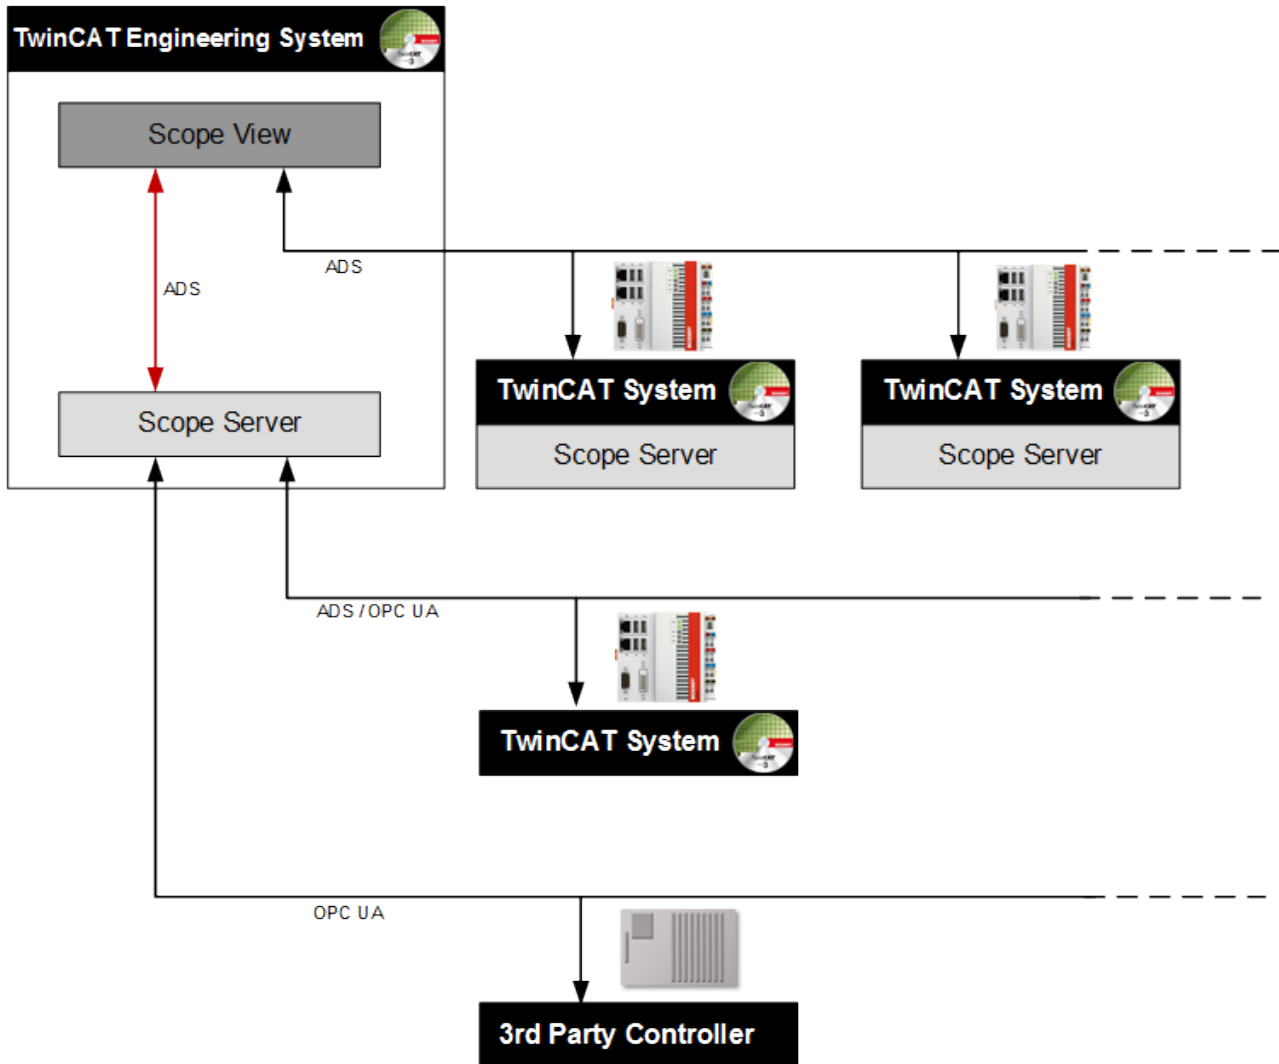 TwinCAT Engineering System
Scope View
ADS
ADS
TwinCAT System
TwinCAT System
Scope Server
Scope Server
Scope Server
ADS / OPC UA
TwinCAT System
OPC UA
3rd Party Controller